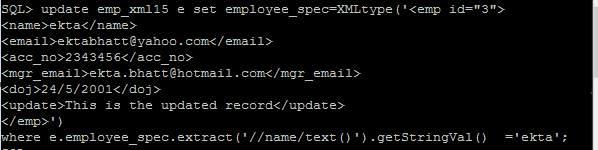 SQL> update emp_xml15 e set employee_spec=XMLtype('<emp id="3">
<name>ekta</name>
<email>ektabhatt@yahoo.com</email>
<acc_no>2343456</acc_no>
<mgr_email>ekta.bhatt@hotmail.com</mgr_email>
<doj>24/5/2001</doj>
<update>This is the updated record</update>
</emp>')
where e.employee_spec.extract('//name/text()').getStringVal()  ='ekta';